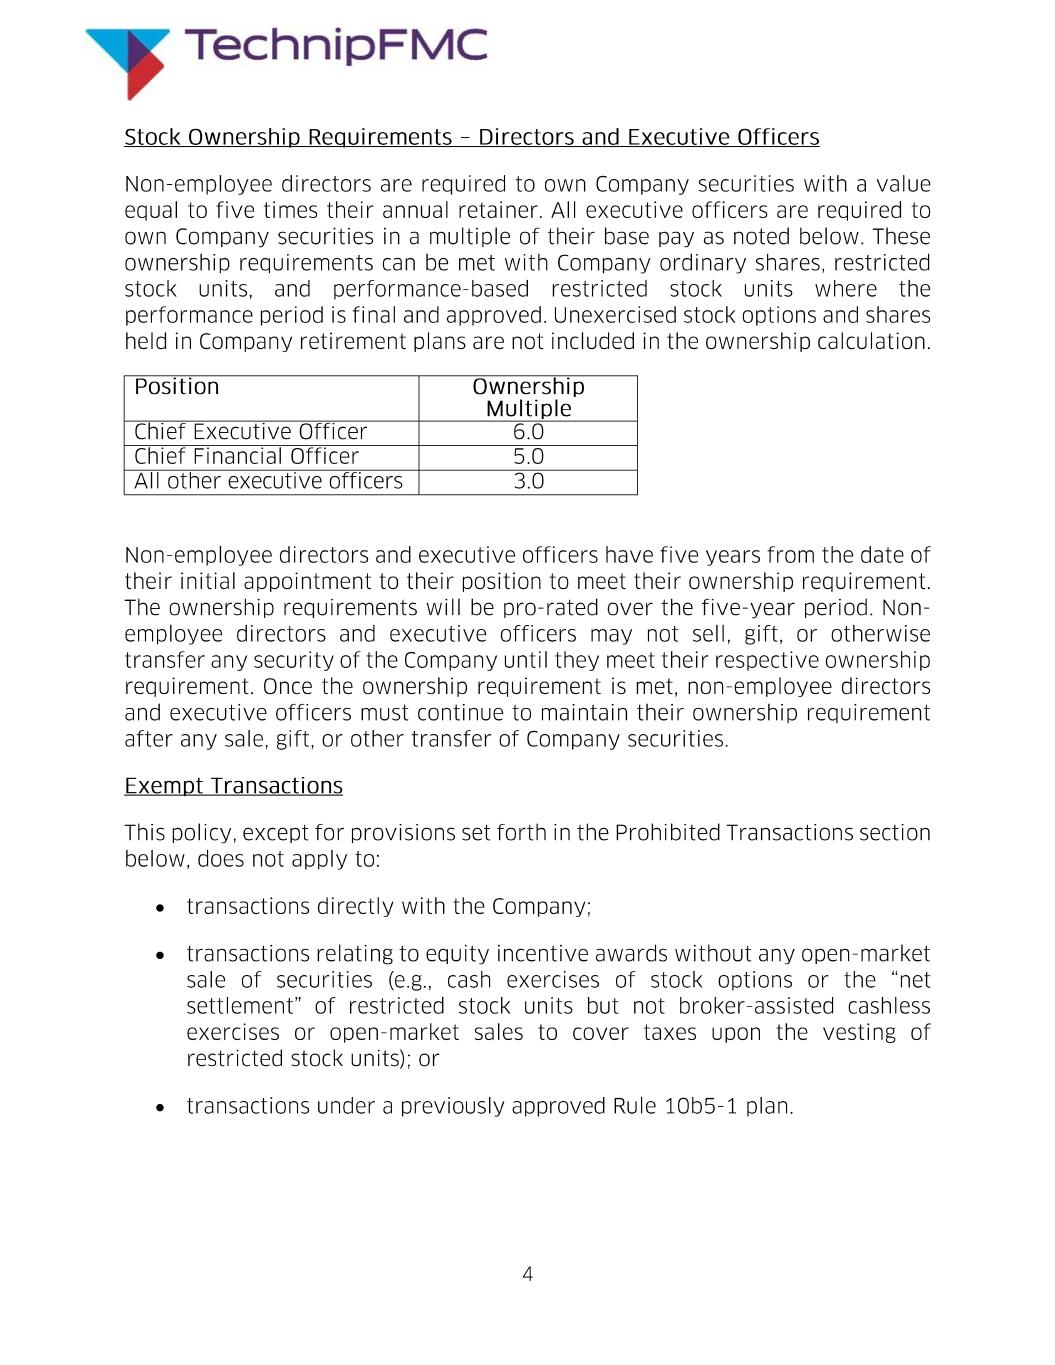 TechnipFMC
Stock Ownership Requirements – Directors and Executive Officers
Non-employee directors are required to own Company securities with a value
equal to five times their annual retainer. All executive officers are required to
own Company securities in a multiple of their base pay as noted below. These
ownership requirements can be met with Company ordinary shares, restricted
stock units, and performance-based restricted stock units where the
performance period is final and approved. Unexercised stock options and shares
held in Company retirement plans are not included in the ownership calculation.
Position Ownership
Multiple
Chief Executive Officer 6.0
Chief Financial Officer 5.0
All other executive officers 3.0
Non-employee directors and executive officers have five years from the date of
their initial appointment to their position to meet their ownership requirement.
The ownership requirements will be pro-rated over the five-year period. Non-
employee directors and executive officers may not sell, gift, or otherwise
transfer any security of the Company until they meet their respective ownership
requirement. Once the ownership requirement is met, non-employee directors
and executive officers must continue to maintain their ownership requirement
after any sale, gift, or other transfer of Company securities.
Exempt Transactions
This policy, except for provisions set forth in the Prohibited Transactions section
below, does not apply to:
• transactions directly with the Company;
• transactions relating to equity incentive awards without any open-market
sale of securities (e.g., cash exercises of stock options or the “net
settlement” of restricted stock units but not broker-assisted cashless
exercises or open-market sales to cover taxes upon the vesting of
restricted stock units); or
• transactions under a previously approved Rule 10b5-1 plan.
4